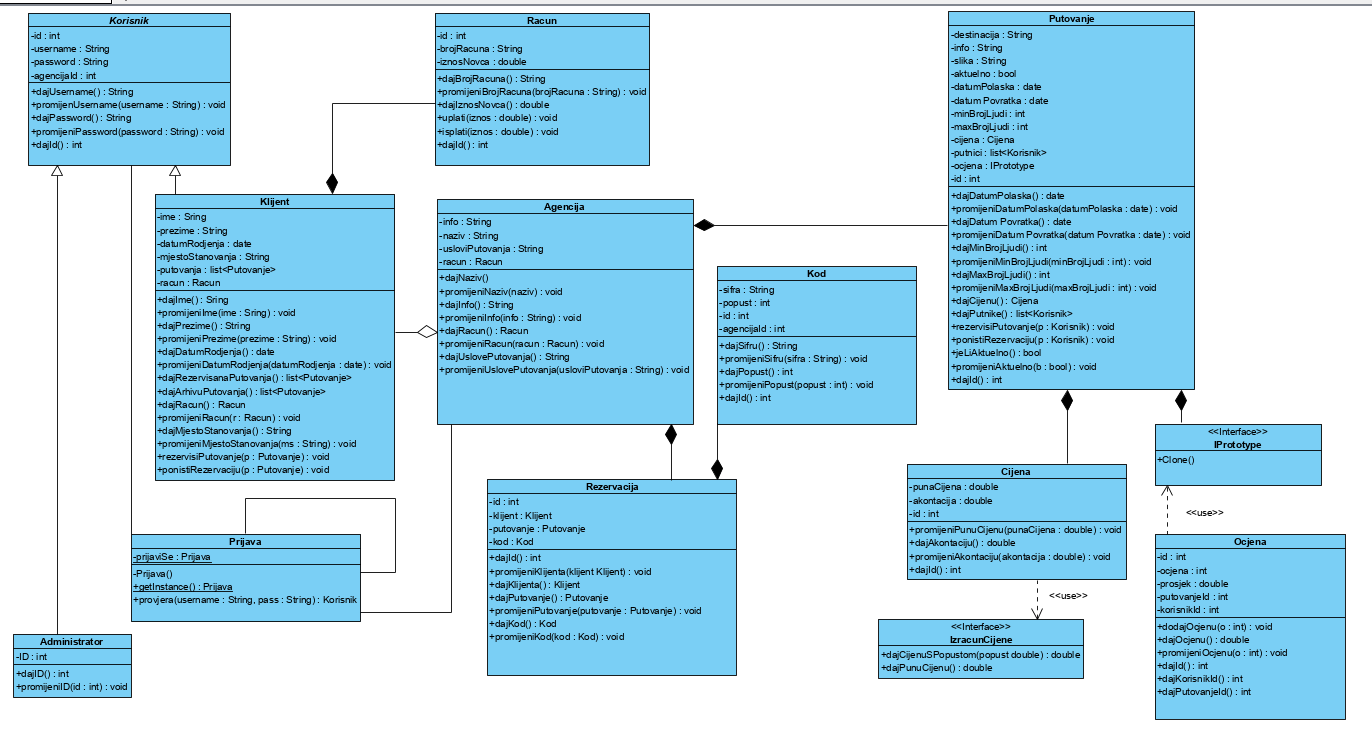 Korisnik
-id : int
-username : String
-password : String
-agencijaId : int
+dajUsername() : String
+promijenUsername(username : String) : void
+dajPassword() : String
+promijeniPassword(password : String) : void
+dajId() : int
Racun
-id : int
-brojRacuna : String
-iznosNovca : double
+dajBrojRacuna() : String
+promijeniBrojRacuna(brojRacuna : String) : void
+dajIznosNovca() : double
+uplati(iznos : double) : void
+isplati(iznos : double) : void
+dajId() : int
Putovanje
-destinacija : String
-info : String
-slika : String
-aktuelno : bool
-datumPolaska : date
-datum Povratka : date
-minBrojLjudi : int
-maxBrojLjudi : int
-cijena : Cijena
-putnici : list<Korisnik>
-ocjena : IPrototype
-id : int
+dajDatumPolaska() : date
+promijeniDatumPolaska(datumPolaska : date) : void
+dajDatum Povratka() : date
+promijeniDatum Povratka(datum Povratka : date) : void
+dajMinBrojLjudi() : int
+promijeniMinBrojLjudi(minBrojLjudi : int) : void
+dajMaxBrojLjudi() : int
+promijeniMaxBrojLjudi(maxBrojLjudi : int) : void
+dajCijenu() : Cijena
+dajPutnike() : list<Korisnik>
+rezervisiPutovanje(p : Korisnik) : void
+ponistiRezervaciju(p : Korisnik) : void
+jeLiAktuelno() : bool
+promijeniAktuelno(b : bool) : void
+dajId() : int
Klijent
-ime : Sring
-prezime : String
-datumRodjenja : date
-mjestoStanovanja : String
-putovanja : list<Putovanje>
-racun : Racun
+dajIme() : Sring
+promijeniIme(ime : Sring) : void
+dajPrezime() : String
+promijeniPrezime(prezime : String) : void
+dajDatumRodjenja() : date
+promijeniDatumRodjenja(datumRodjenja : date) : void
+dajRezervisanaPutovanja() : list<Putovanje>
+dajArhivuPutovanja() : list<Putovanje>
+dajRacun() : Racun
+promijeniRacun(r : Racun) : void
+dajMjestoStanovanja() : String
+promijeniMjestoStanovanja(ms : String) : void
+rezervisiPutovanje(p : Putovanje) : void
+ponistiRezervaciju(p : Putovanje) : void
Agencija
-info : String
-naziv : String
-usloviPutovanja : String
-racun : Racun
+dajNaziv()
+promijeniNaziv(naziv) : void
+dajInfo() : String
+promijeniInfo(info : String) : void
+dajRacun() : Racun
+promijeniRacun(racun : Racun) : void
+dajUslovePutovanja() : String
+promijeniUslovePutovanja(usloviPutovanja : String) : void
Kod
-sifra : String
-popust : int
-id : int
-agencijaId : int
+dajSifru() : String
+promijeniSifru(sifra : String) : void
+dajPopust() : int
+promijeniPopust(popust : int) : void
+dajId() : int
<<Interface>>
IPrototype
+Clone()
<<use>>
Cijena
-punaCijena : double
-akontacija : double
-id : int
+promijeniPunuCijenu(punaCijena : double) : void
+dajAkontaciju() : double
+promijeniAkontaciju(akontacija : double) : void
+dajId() : int
<<use>>
Rezervacija
-id : int
-klijent : Klijent
-putovanje : Putovanje
-kod : Kod
+dajId() : int
+promijeniKlijenta(klijent Klijent) : void
+dajKlijenta() : Klijent
+dajPutovanje() : Putovanje
+promijeniPutovanje(putovanje : Putovanje) : void
+dajKod() : Kod
+promijeniKod(kod : Kod) : void
Prijava
-prijaviSe : Prijava
-Prijava()
+getInstance() : Prijava
+provjera(username : String, pass : String) : Korisnik
Ocjena
-id : int
-ocjena : int
-prosjek : double
-putovanjeId : int
-korisnikId : int
+dodajOcjenu(o : int) : void
+dajOcjenu() : double
+promijeniOcjenu(o : int) : void
+dajId() : int
+dajKorisnikId() : int
+dajPutovanjeId() : int
<<Interface>>
IzracunCijene
+dajCijenuSPopustom(popust double) : double
+dajPunuCijenu() : double
Administrator
-ID : int
+dajID() : int
+promijeniID(id : int) : void